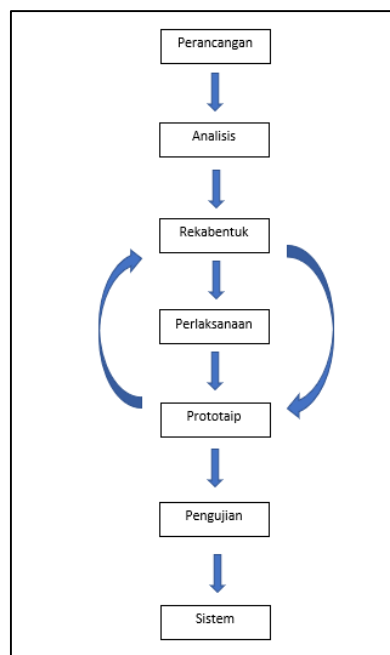 Perancangan
Analisis
Rekabentuk
Perlaksanaan
Prototaip
Pengujian
Sistem